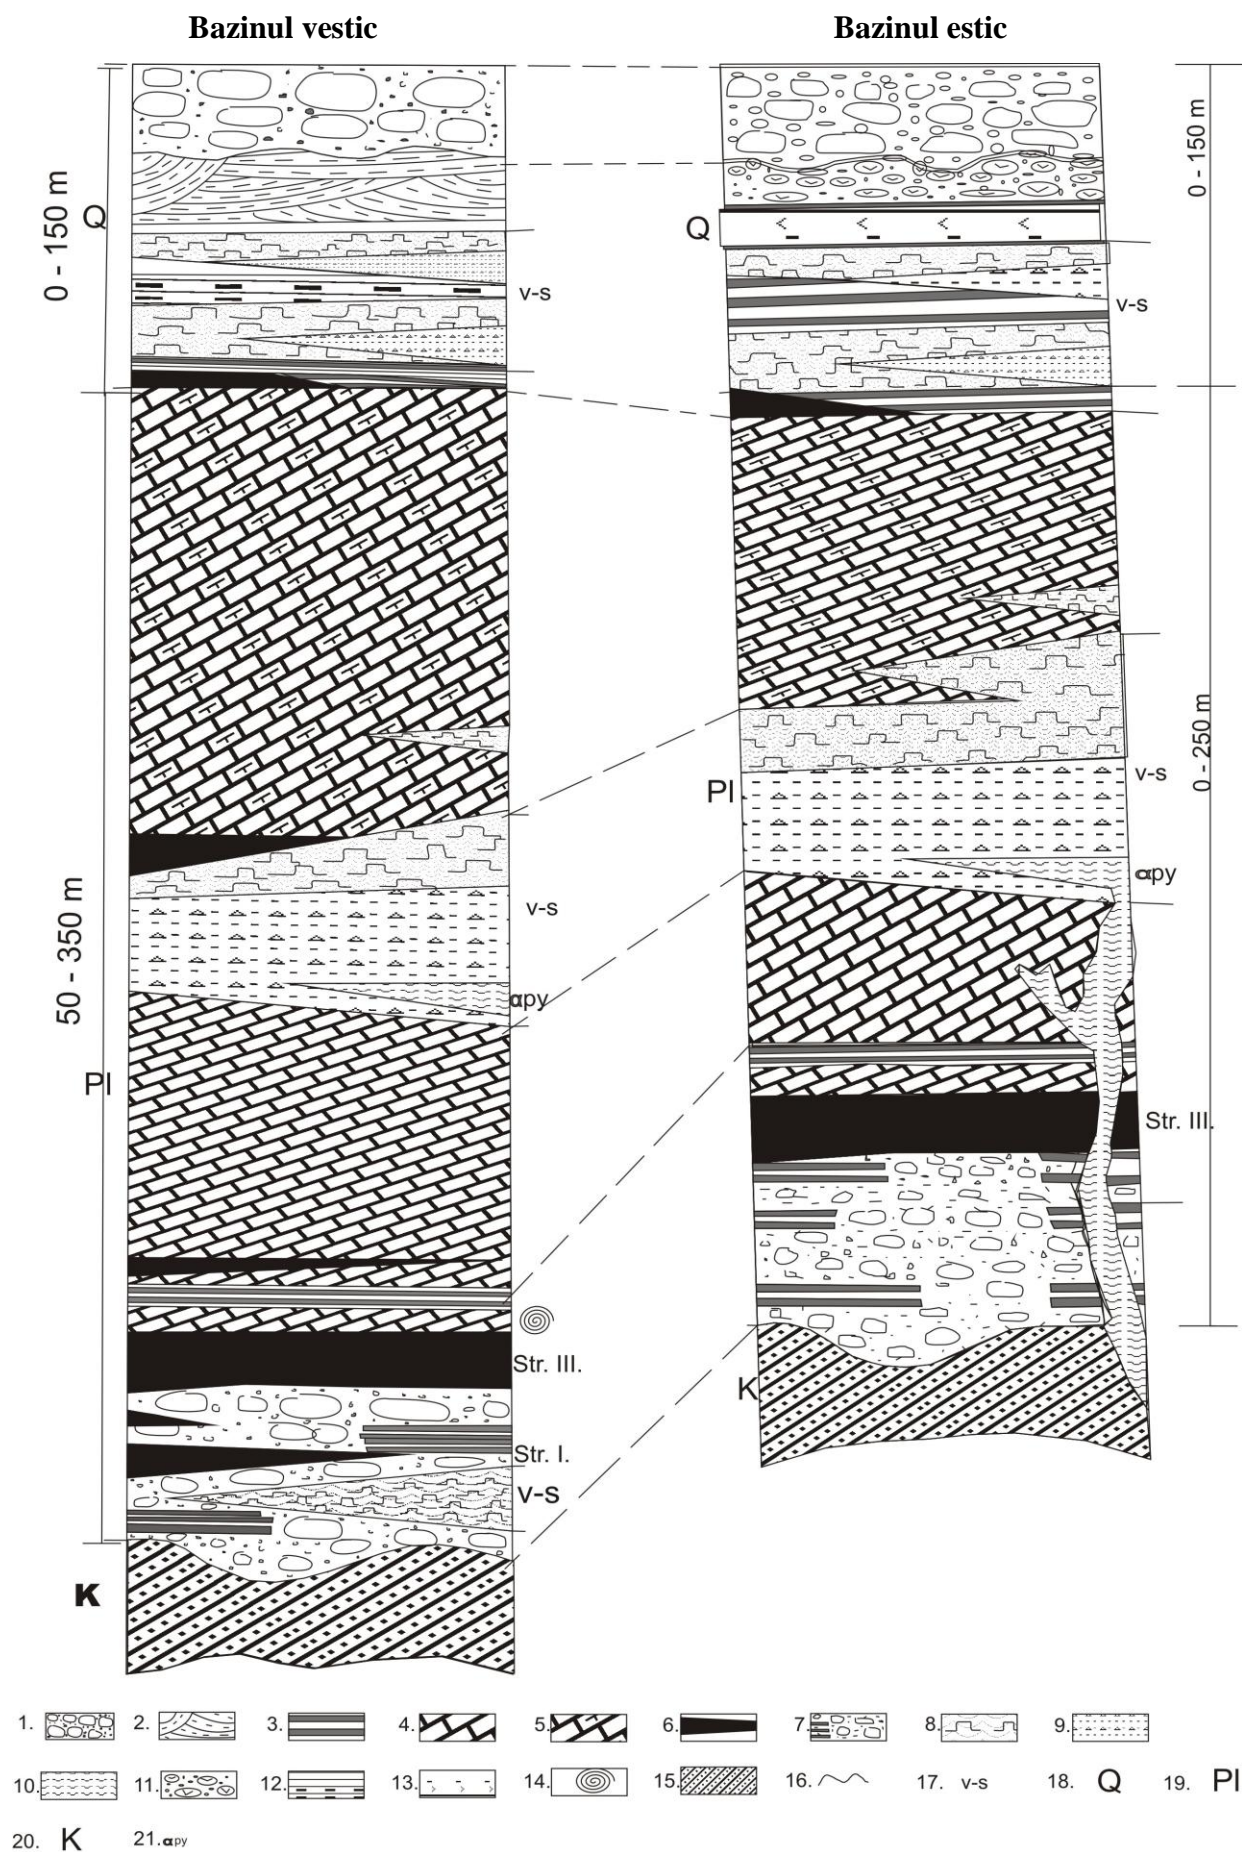 Bazinul vestic
Bazinul estic
0 - 150 m
Q
v-s
50 - 350 m
v-s
αpy
Pl
Str. III.
Str. I.
v-s
K
0 - 150 m
Q
v-s
0 - 250 m
v-s
Pl
αpy
Str. III.
K
1. 2. 3. 4. 5. 6. 7. 8. 9.
10. 11. 12. 13. 14. 15. 16. 17. v-s 18. Q 19. Pl
20. K 21. αpy